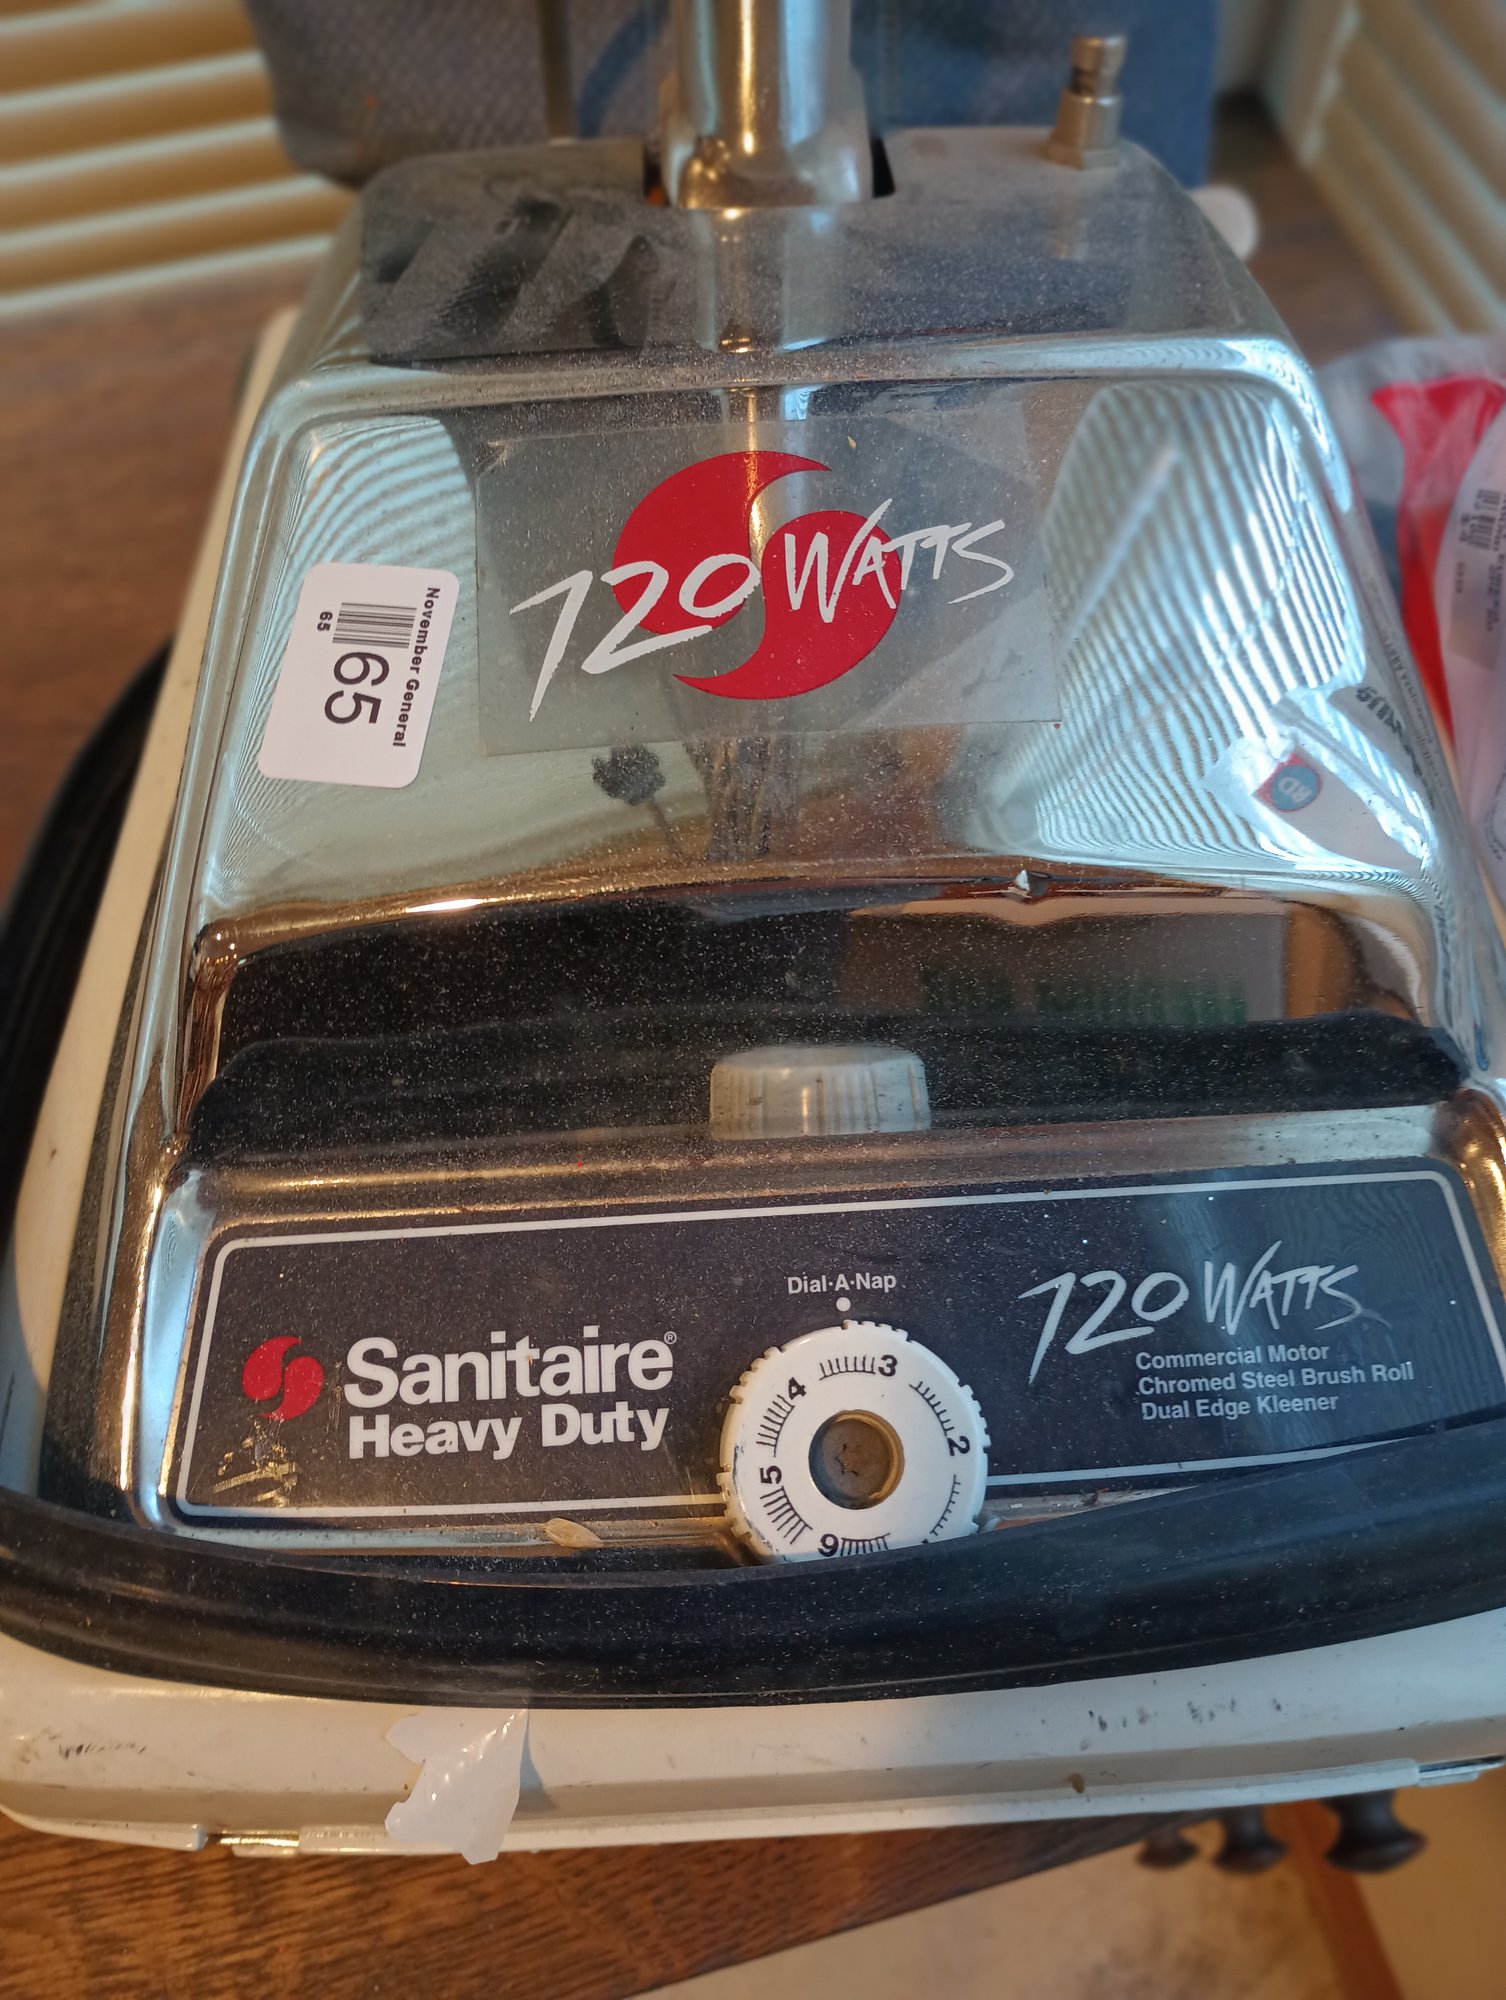 720 WATTS
November General
65
65
Dial·A·Nap
Sanitaire®
Heavy Duty
3
4
2
5
6
720 WATTS
Commercial Motor
Chromed Steel Brush Roll
Dual Edge Kleener